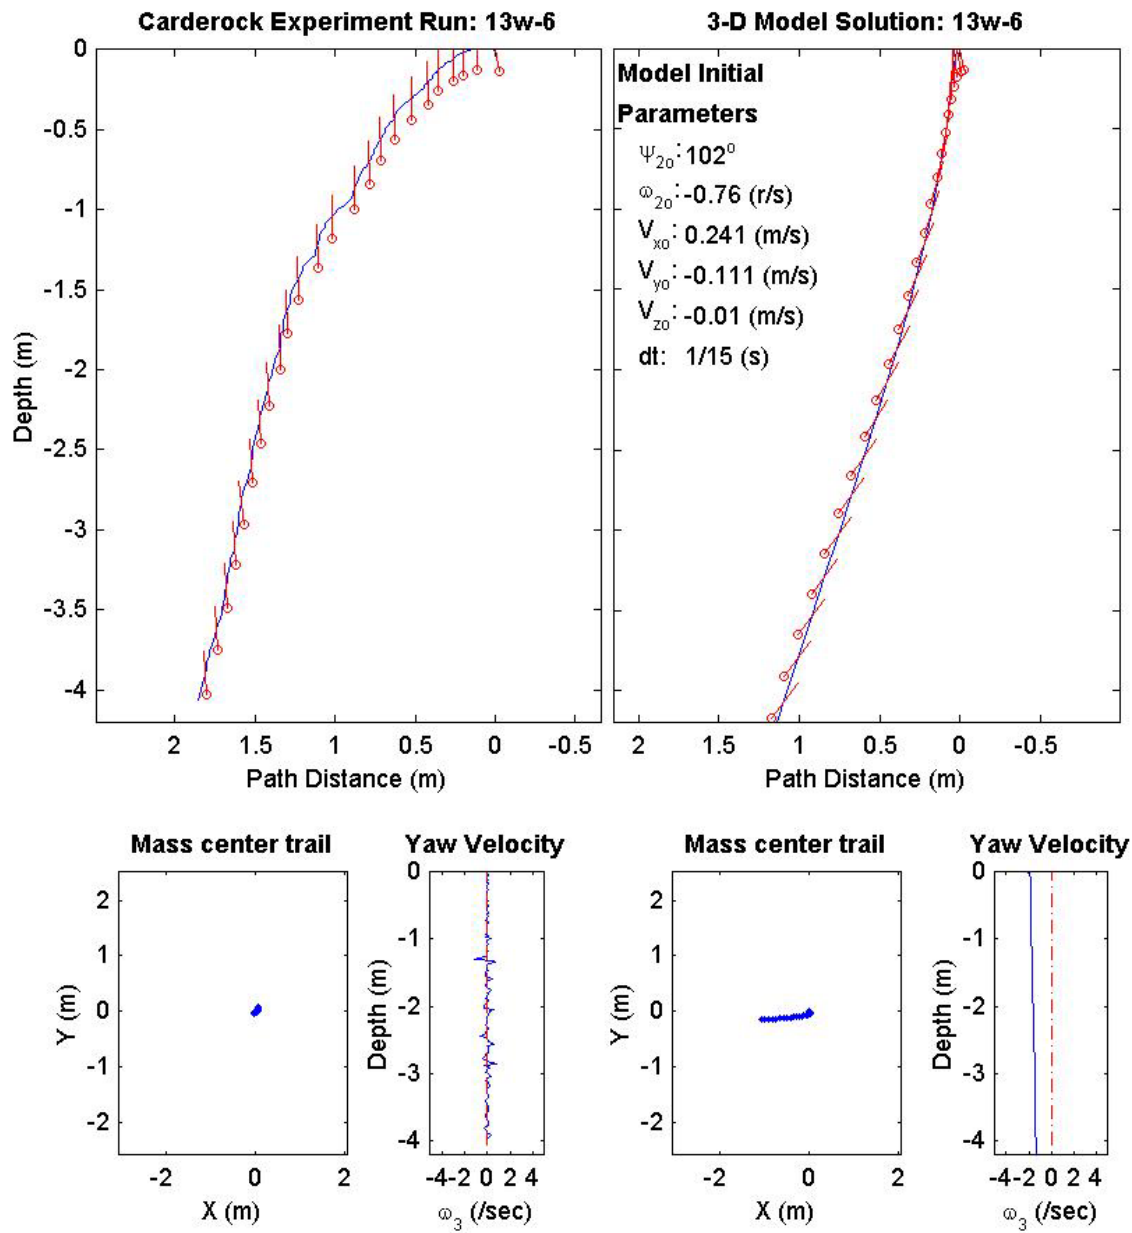 Carderock Experiment Run: 13w-6
3-D Model Solution: 13w-6
0
-0.5
-1
-1.5
-2
-2.5
-3
-3.5
-4
Depth (m)
2 1.5 1 0.5 0 -0.5
Path Distance (m)
Model Initial
Parameters
Ψ2o: 102º
ω2o: -0.76 (r/s)
Vxo: 0.241 (m/s)
Vyo: -0.111 (m/s)
Vzo: -0.01 (m/s)
dt: 1/15 (s)
2 1.5 1 0.5 0 -0.5
Path Distance (m)
Mass center trail
2
1
0
-1
-2
Y (m)
-2 0 2
X (m)
Yaw Velocity
0
-1
-2
-3
-4
Depth (m)
-4 -2 0 2 4
ω3 (/sec)
Mass center trail
2
1
0
-1
-2
Y (m)
-2 0 2
X (m)
Yaw Velocity
0
-1
-2
-3
-4
Depth (m)
-4 -2 0 2 4
ω3 (/sec)